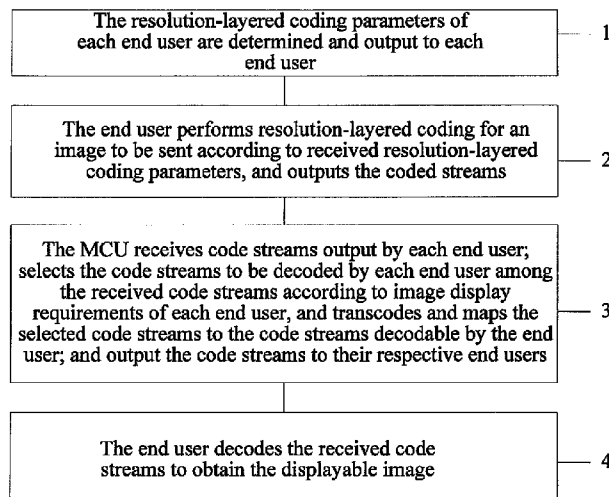 The resolution-layered coding parameters of
each end user are determined and output to each
end user
1
The end user performs resolution-layered coding for an
image to be sent according to received resolution-layered
coding parameters, and outputs the coded streams
2
The MCU receives code streams output by each end user;
selects the code streams to be decoded by each end user among
the received code streams according to image display
requirements of each end user, and transcodes and maps the
selected code streams to the code streams decodable by the end
user; and output the code streams to their respective end users
3
The end user decodes the received code
streams to obtain the displayable image
4